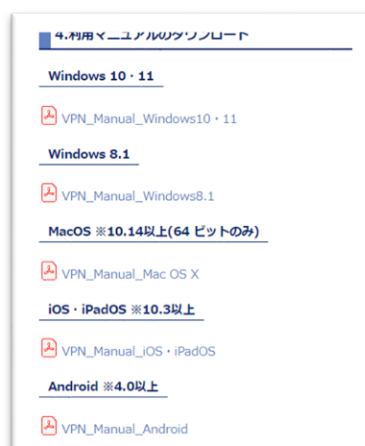 4.利用マニュアルのダウンロード
Windows 10・11
VPN_Manual_Windows10・11
Windows 8.1
VPN_Manual_Windows8.1
MacOS ※10.14以上(64 ビットのみ)
VPN_Manual_Mac OS X
iOS・iPadOS ※10.3以上
VPN_Manual_iOS・iPadOS
Android ※4.0以上
VPN_Manual_Android